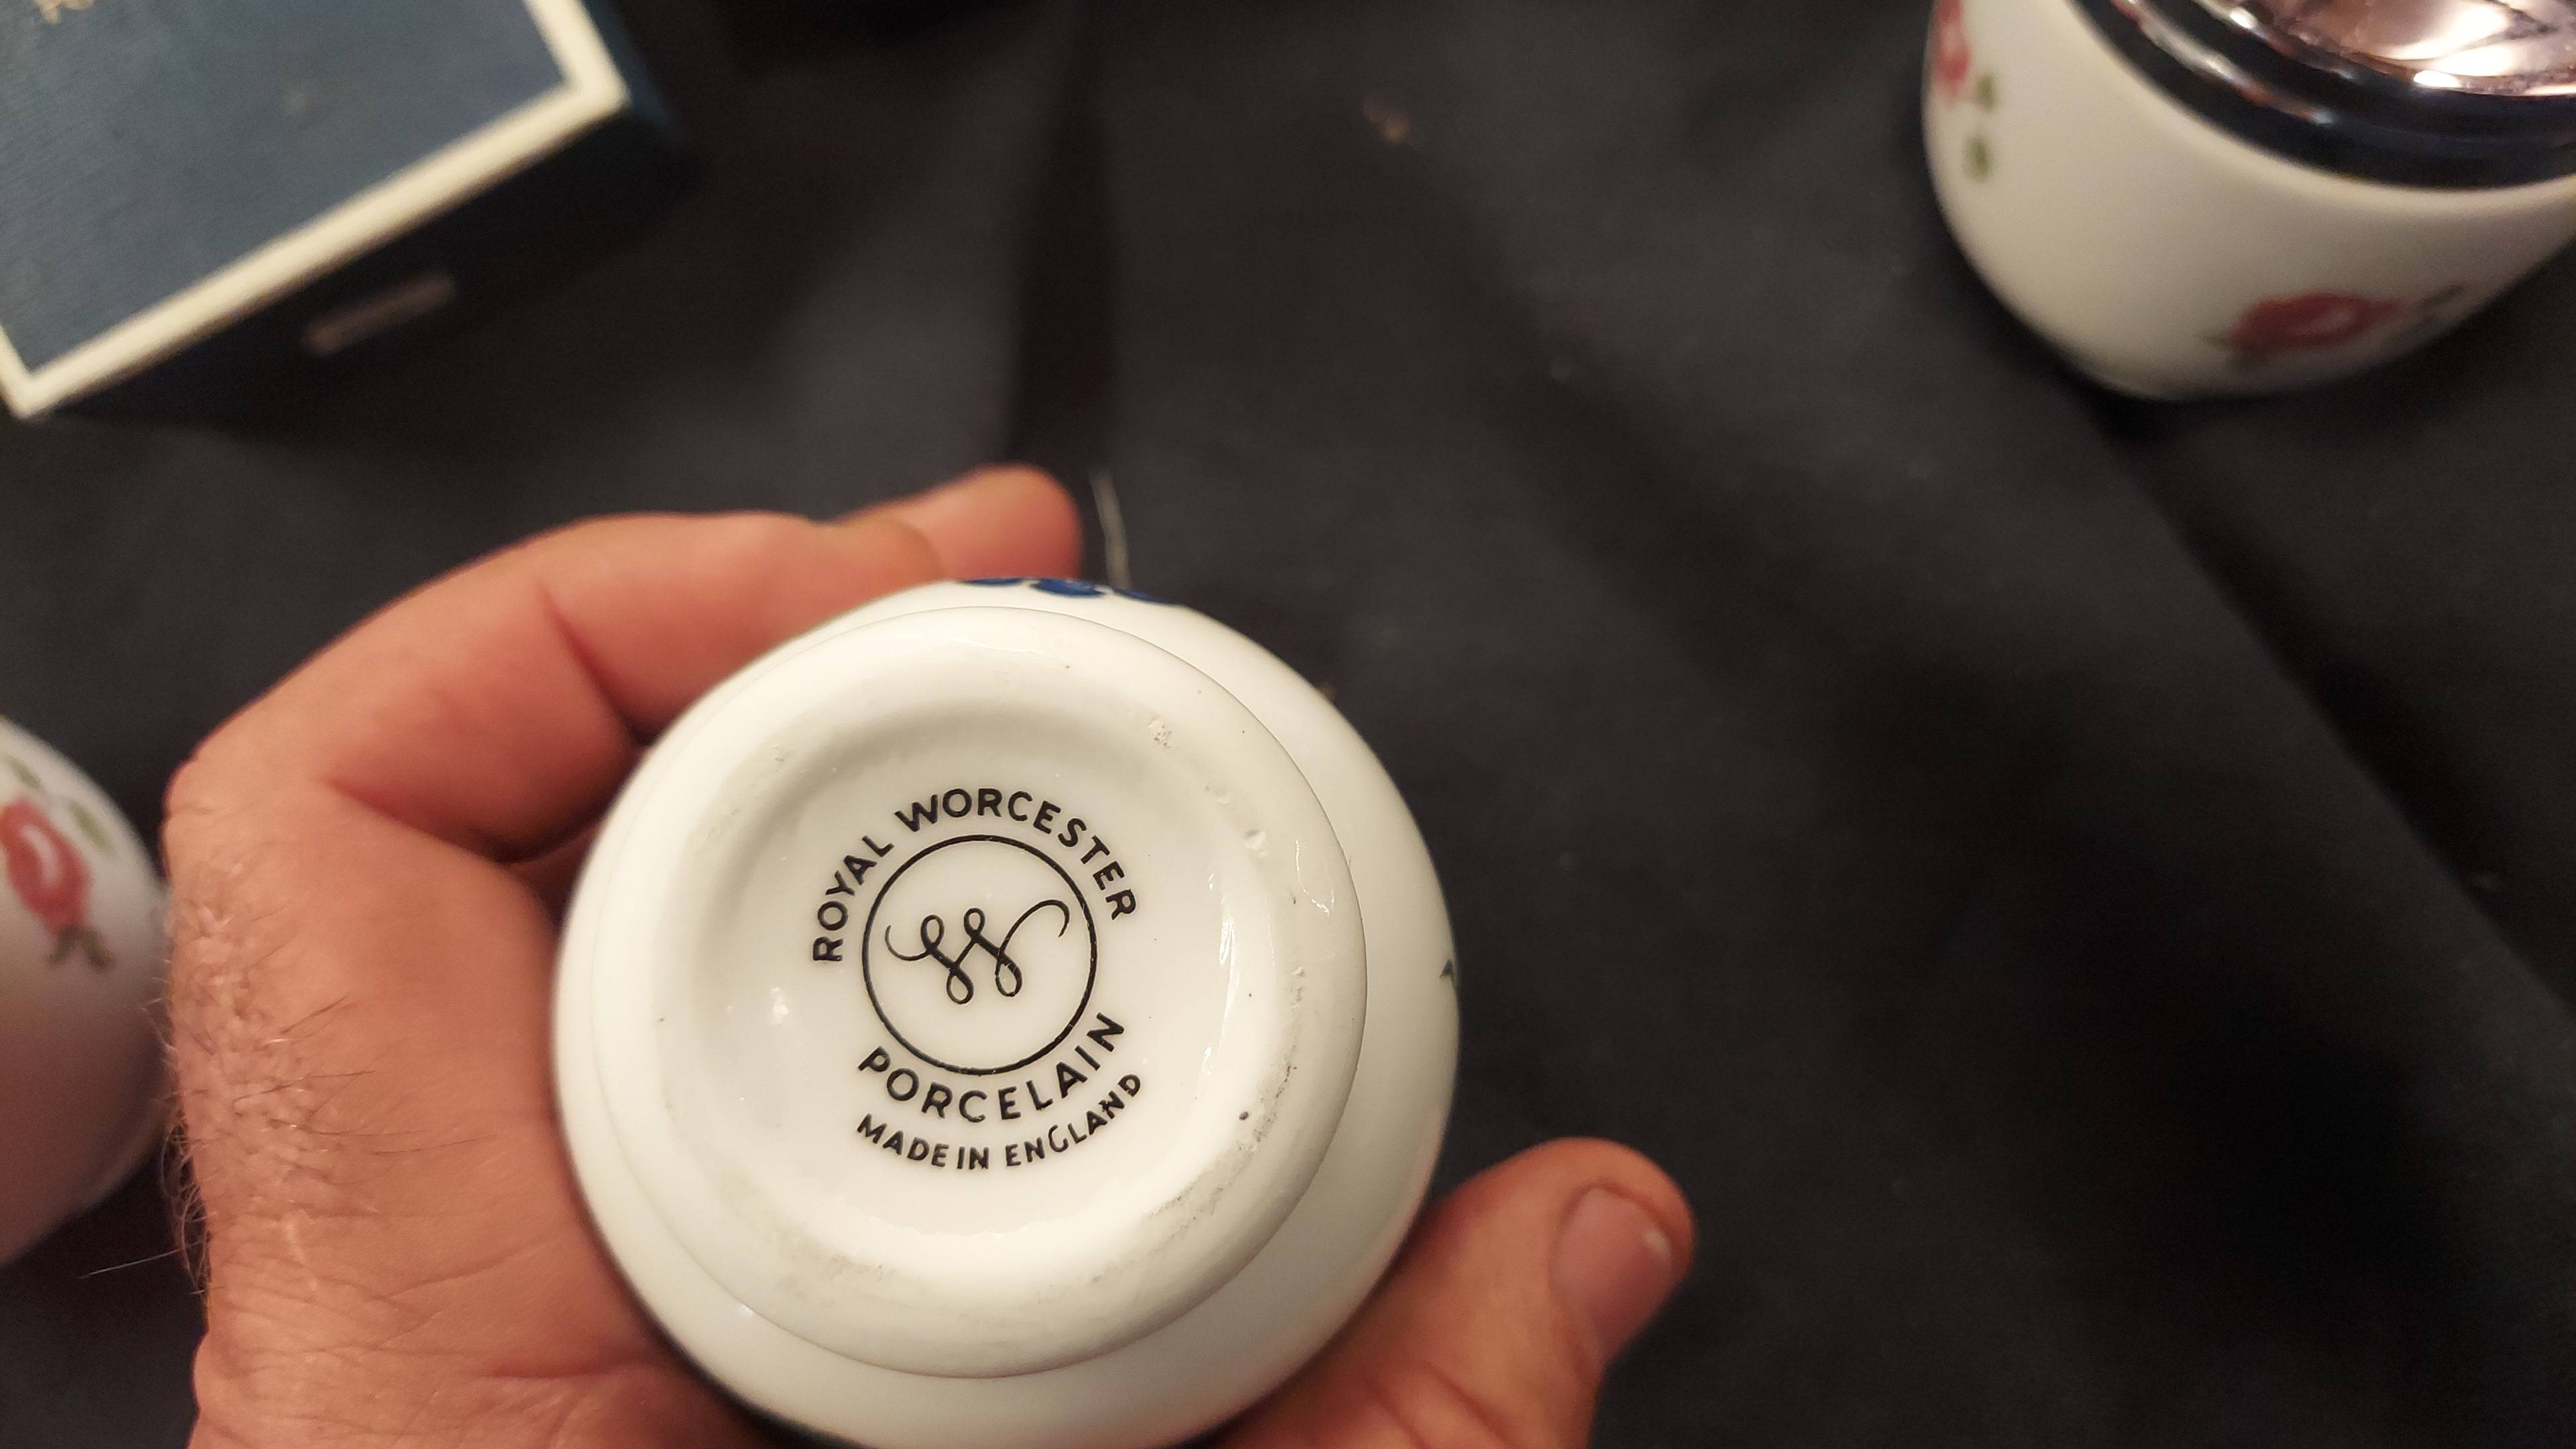 ROYAL WORCESTER
W
PORCELAIN
MADE IN ENGLAND